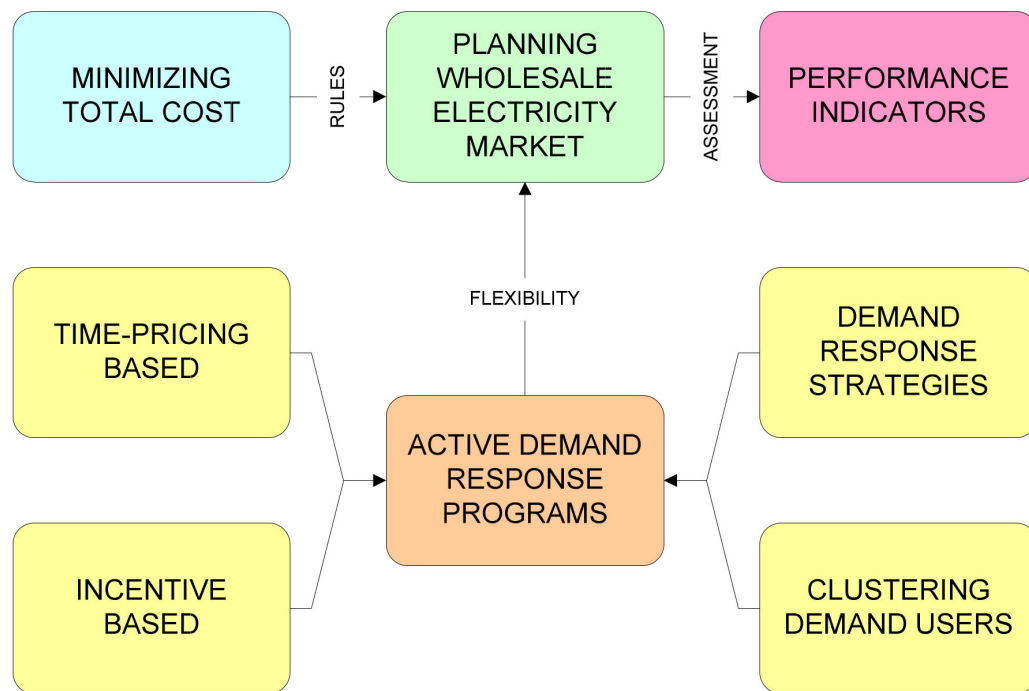 MINIMIZING
TOTAL COST
RULES
PLANNING
WHOLESALE
ELECTRICITY
MARKET
ASSESSMENT
PERFORMANCE
INDICATORS
FLEXIBILITY
TIME-PRICING
BASED
DEMAND
RESPONSE
STRATEGIES
ACTIVE DEMAND
RESPONSE
PROGRAMS
INCENTIVE
BASED
CLUSTERING
DEMAND USERS